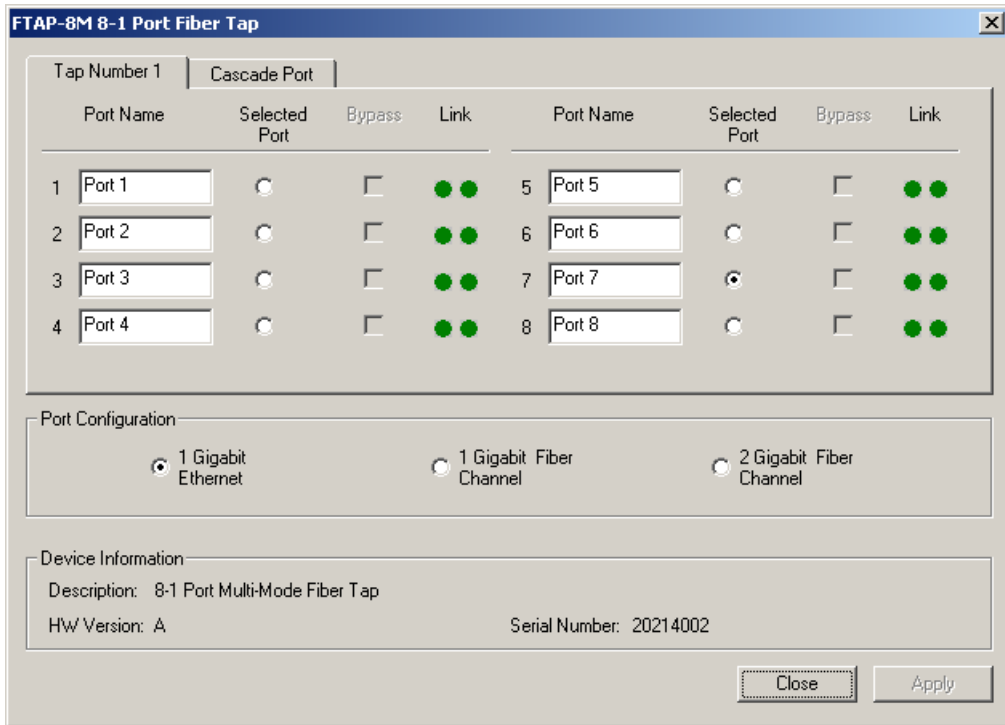 FTAP-8M 8-1 Port Fiber Tap
Tap Number 1 Cascade Port
Port Name Selected Port Bypass Link Port Name Selected Port Bypass Link
1 Port 1 5 Port 5
2 Port 2 6 Port 6
3 Port 3 7 Port 7
4 Port 4 8 Port 8
Port Configuration
1 Gigabit Ethernet 1 Gigabit Fiber Channel 2 Gigabit Fiber Channel
Device Information
Description: 8-1 Port Multi-Mode Fiber Tap
HW Version: A Serial Number: 20214002
Close Apply